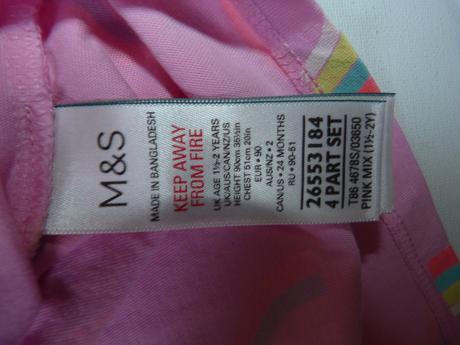 M&S
MADE IN BANGLADESH
KEEP AWAY
FROM FIRE
UK AGE 1½-2 YEARS
UK/AUS/CAN/NZ/US
HEIGHT 90cm 35½in
CHEST 51cm 20in
EUR • 90
AUS/NZ • 2
CAN/US • 24 MONTHS
RU • 90-51
26553184
4 PART SET
T86 4678S/03650
PINK MIX (1½-2Y)